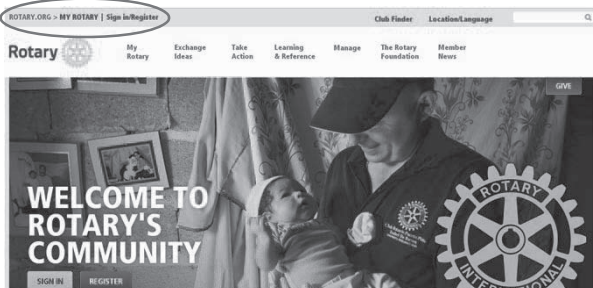 ROTARY.ORG > MY ROTARY | Sign in/Register
Club Finder Location/Language
Rotary
My Rotary
Exchange Ideas
Take Action
Learning & Reference
Manage
The Rotary Foundation
Member News
GIVE
WELCOME TO
ROTARY'S
COMMUNITY
SIGN IN REGISTER
ROTARY
INTERNATIONAL